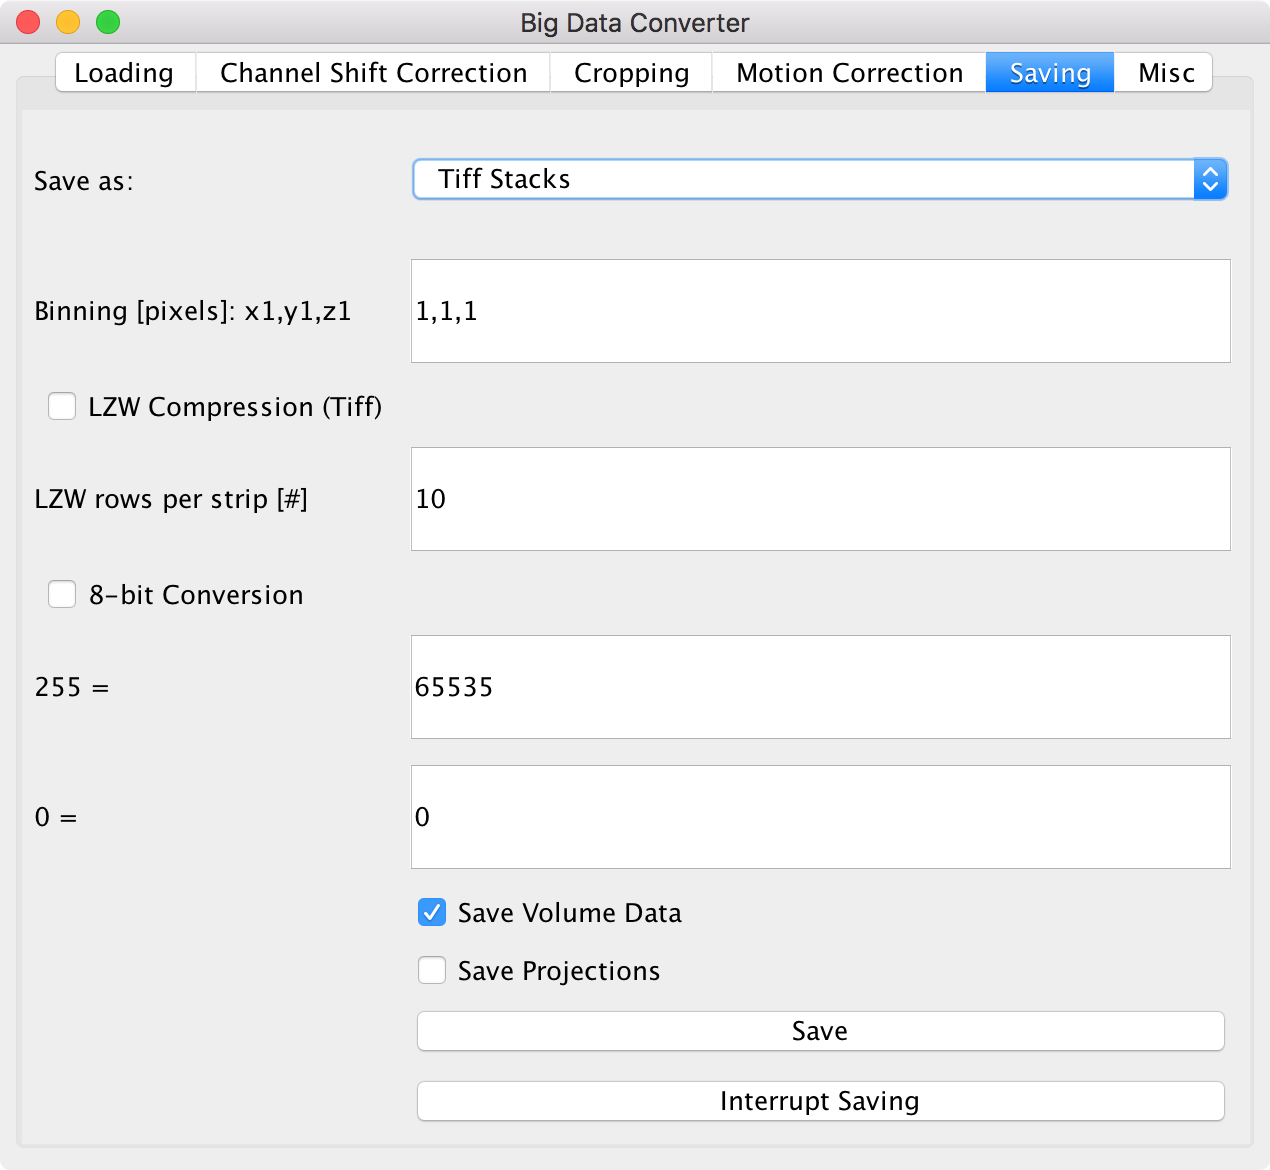 Big Data Converter
Loading Channel Shift Correction Cropping Motion Correction Saving Misc
Save as: Tiff Stacks
Binning [pixels]: x1,y1,z1 1,1,1
LZW Compression (Tiff)
LZW rows per strip [#] 10
8-bit Conversion
255 = 65535
0 = 0
Save Volume Data
Save Projections
Save
Interrupt Saving